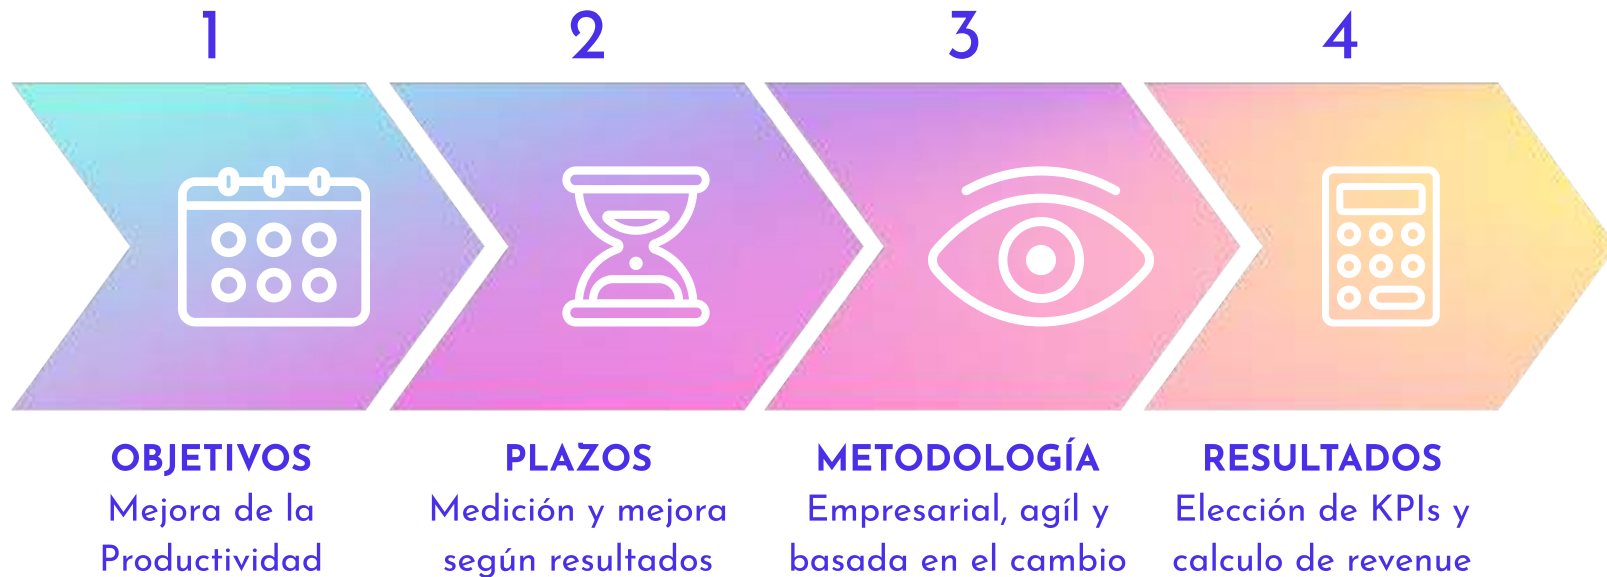 1
2
3
4
OBJETIVOS
Mejora de la
Productividad
PLAZOS
Medición y mejora
según resultados
METODOLOGÍA
Empresarial, agíl y
basada en el cambio
RESULTADOS
Elección de KPIs y
calculo de revenue